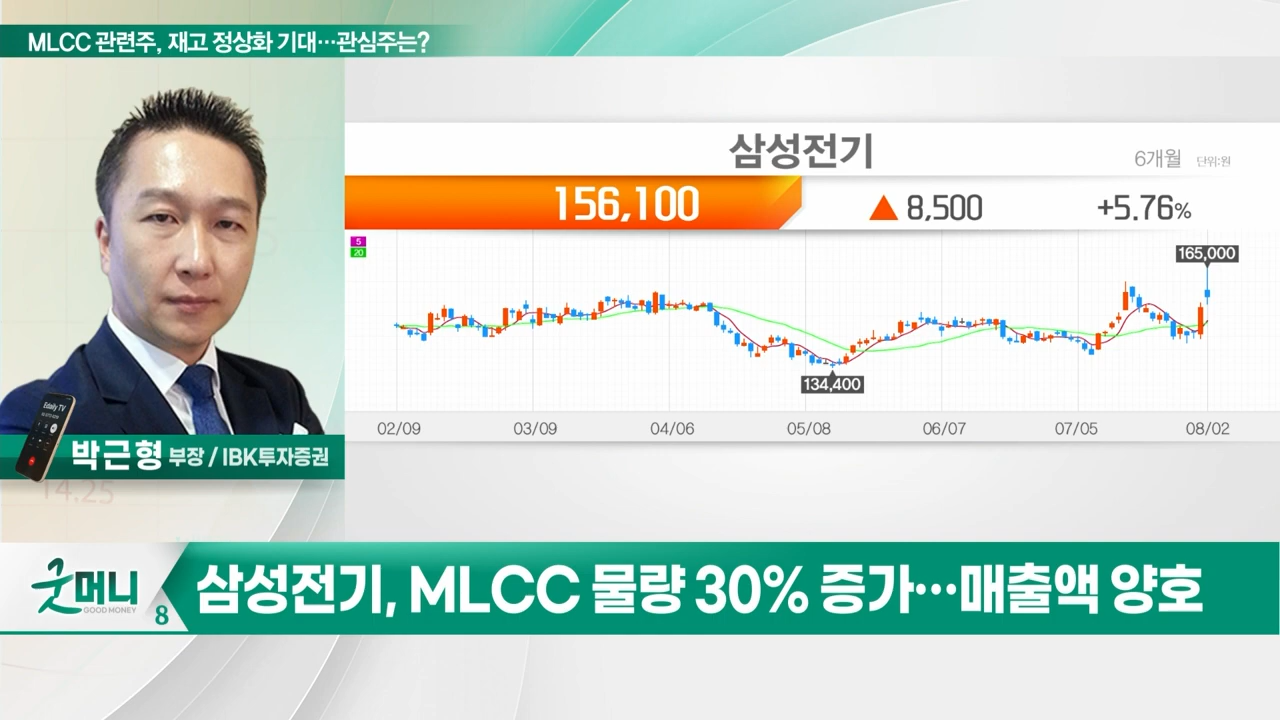 MLCC 관련주, 재고 정상화 기대…관심주는?
삼성전기
6개월 단위:원
156,100 ▲ 8,500 +5.76%
5
20
165,000
134,400
02/09 03/09 04/06 05/08 06/07 07/05 08/02
Edaily TV
박근형 부장 / IBK투자증권
14.25
굿머니
GOOD MONEY
8
삼성전기, MLCC 물량 30% 증가…매출액 양호